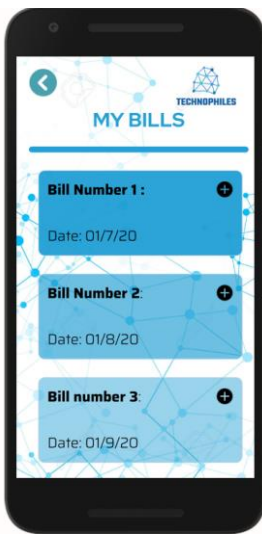 TECHNOPHILES
MY BILLS
Bill Number 1 :
Date: 01/7/20
Bill Number 2:
Date: 01/8/20
Bill number 3:
Date: 01/9/20